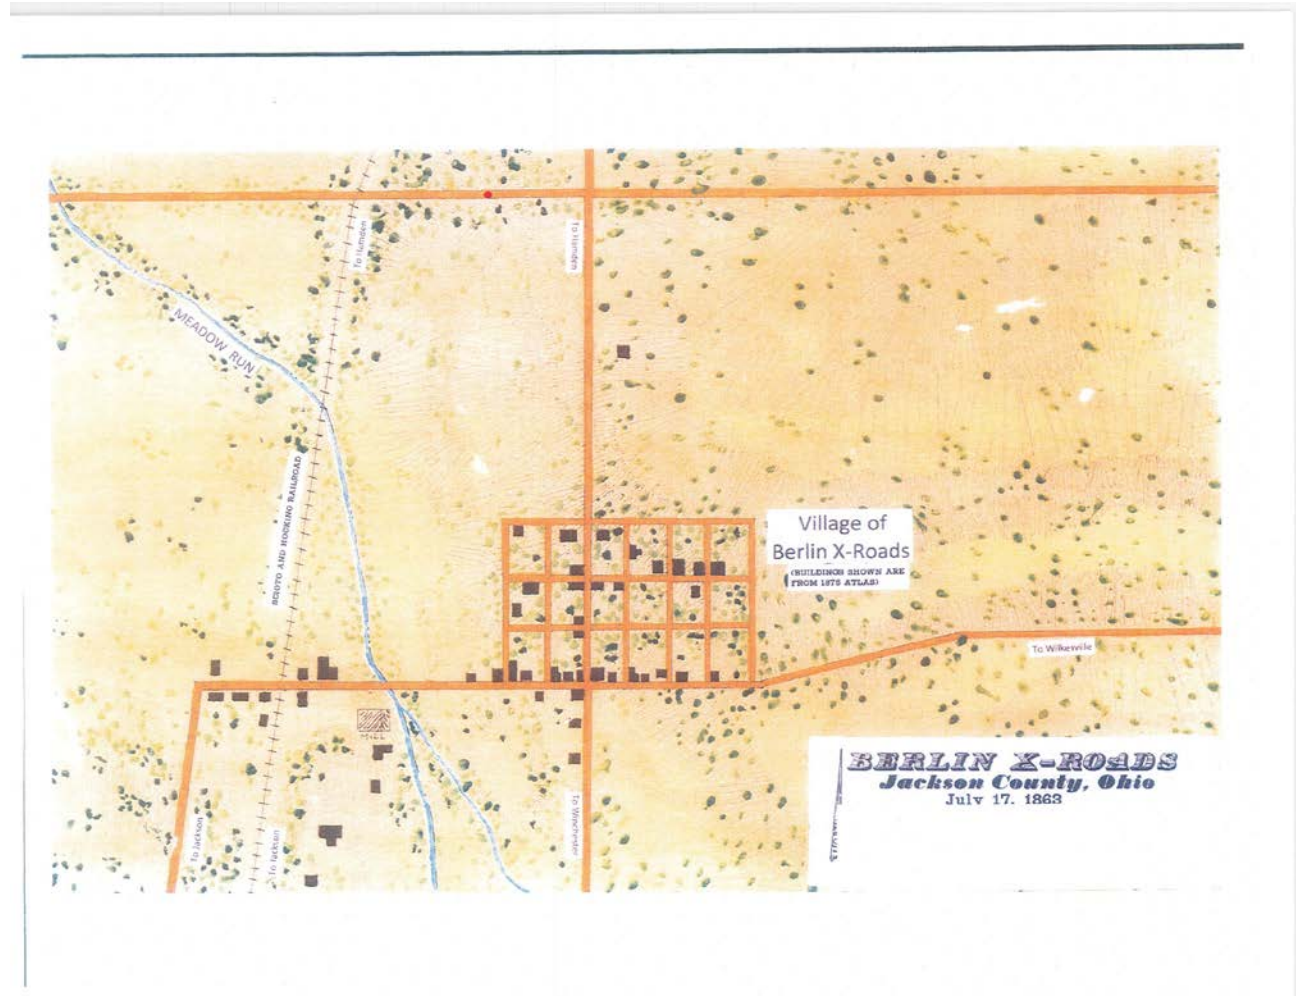 To Hamden
To Hamden
MEADOW RUN
SCIOTO AND HOCKING RAILROAD
Village of
Berlin X-Roads
(BUILDINGS SHOWN ARE
FROM 1875 ATLAS)
To Wilkesville
MILL
To Jackson
To Jackson
To Winchester
BERLIN X-ROADS
Jackson County, Ohio
July 17, 1863